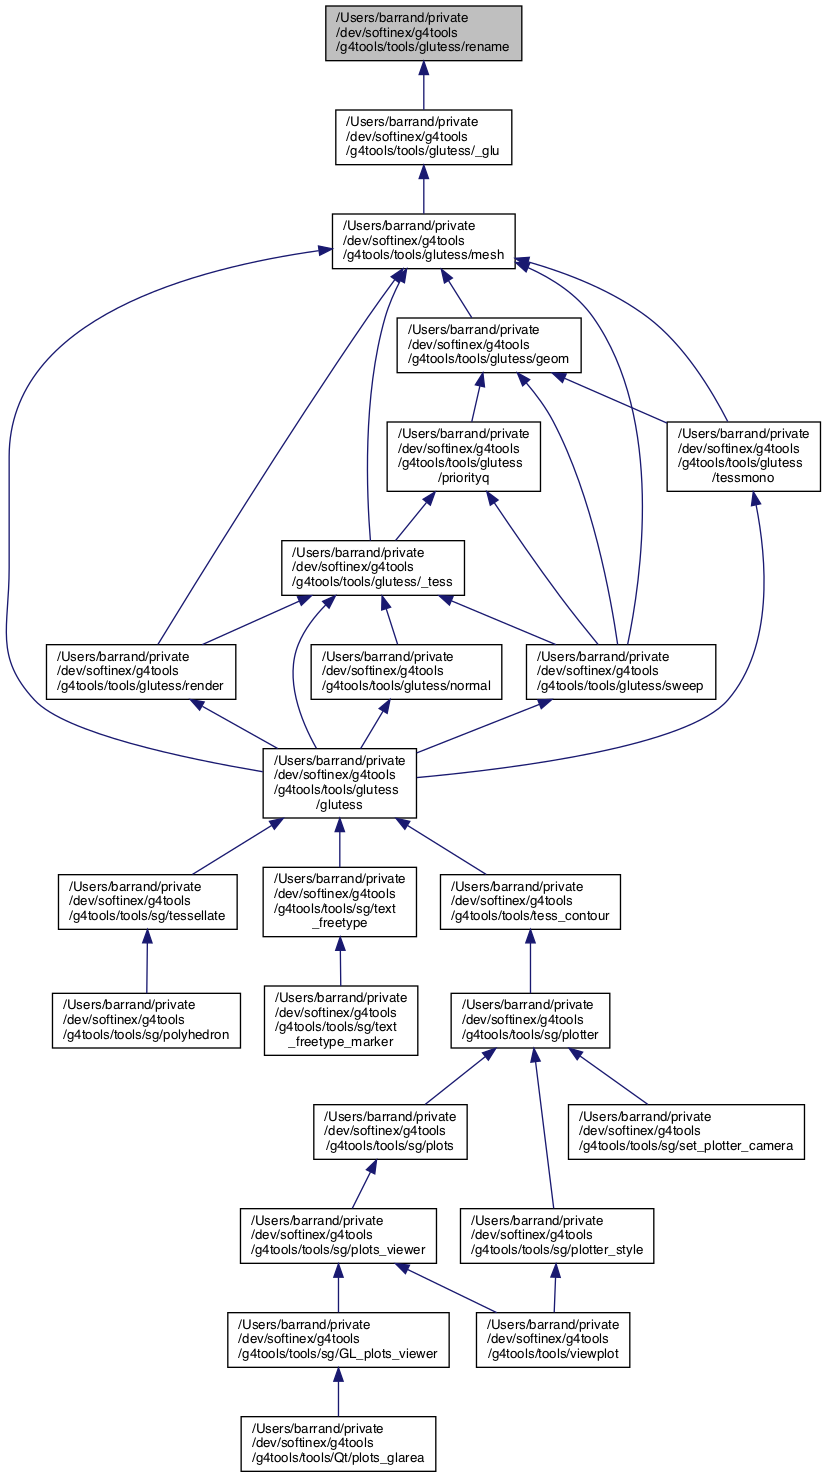 /Users/barrand/private
/dev/softinex/g4tools
/g4tools/tools/glutess/rename
/Users/barrand/private
/dev/softinex/g4tools
/g4tools/tools/glutess/_glu
/Users/barrand/private
/dev/softinex/g4tools
/g4tools/tools/glutess/mesh
/Users/barrand/private
/dev/softinex/g4tools
/g4tools/tools/glutess/geom
/Users/barrand/private
/dev/softinex/g4tools
/g4tools/tools/glutess
/priorityq
/Users/barrand/private
/dev/softinex/g4tools
/g4tools/tools/glutess
/tessmono
/Users/barrand/private
/dev/softinex/g4tools
/g4tools/tools/glutess/_tess
/Users/barrand/private
/dev/softinex/g4tools
/g4tools/tools/glutess/render
/Users/barrand/private
/dev/softinex/g4tools
/g4tools/tools/glutess/normal
/Users/barrand/private
/dev/softinex/g4tools
/g4tools/tools/glutess/sweep
/Users/barrand/private
/dev/softinex/g4tools
/g4tools/tools/glutess
/glutess
/Users/barrand/private
/dev/softinex/g4tools
/g4tools/tools/sg/tessellate
/Users/barrand/private
/dev/softinex/g4tools
/g4tools/tools/sg/text
_freetype
/Users/barrand/private
/dev/softinex/g4tools
/g4tools/tools/tess_contour
/Users/barrand/private
/dev/softinex/g4tools
/g4tools/tools/sg/polyhedron
/Users/barrand/private
/dev/softinex/g4tools
/g4tools/tools/sg/text
_freetype_marker
/Users/barrand/private
/dev/softinex/g4tools
/g4tools/tools/sg/plotter
/Users/barrand/private
/dev/softinex/g4tools
/g4tools/tools/sg/plots
/Users/barrand/private
/dev/softinex/g4tools
/g4tools/tools/sg/set_plotter_camera
/Users/barrand/private
/dev/softinex/g4tools
/g4tools/tools/sg/plots_viewer
/Users/barrand/private
/dev/softinex/g4tools
/g4tools/tools/sg/plotter_style
/Users/barrand/private
/dev/softinex/g4tools
/g4tools/tools/sg/GL_plots_viewer
/Users/barrand/private
/dev/softinex/g4tools
/g4tools/tools/viewplot
/Users/barrand/private
/dev/softinex/g4tools
/g4tools/tools/Qt/plots_glarea